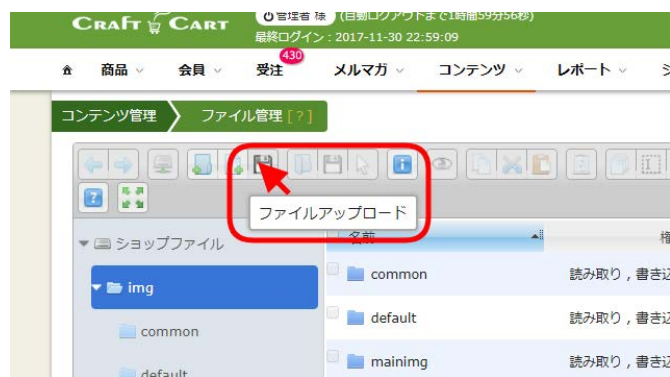 CRAFT CART
管理者 様 (自動ログアウトまで1時間59分56秒)
最終ログイン : 2017-11-30 22:59:09
430
商品 会員 受注 メルマガ コンテンツ レポート
コンテンツ管理 ファイル管理 [?]
ファイルアップロード
ショップファイル
名前
権
img
common 読み取り , 書き込
common
default 読み取り , 書き込
default
mainimg 読み取り , 書き込